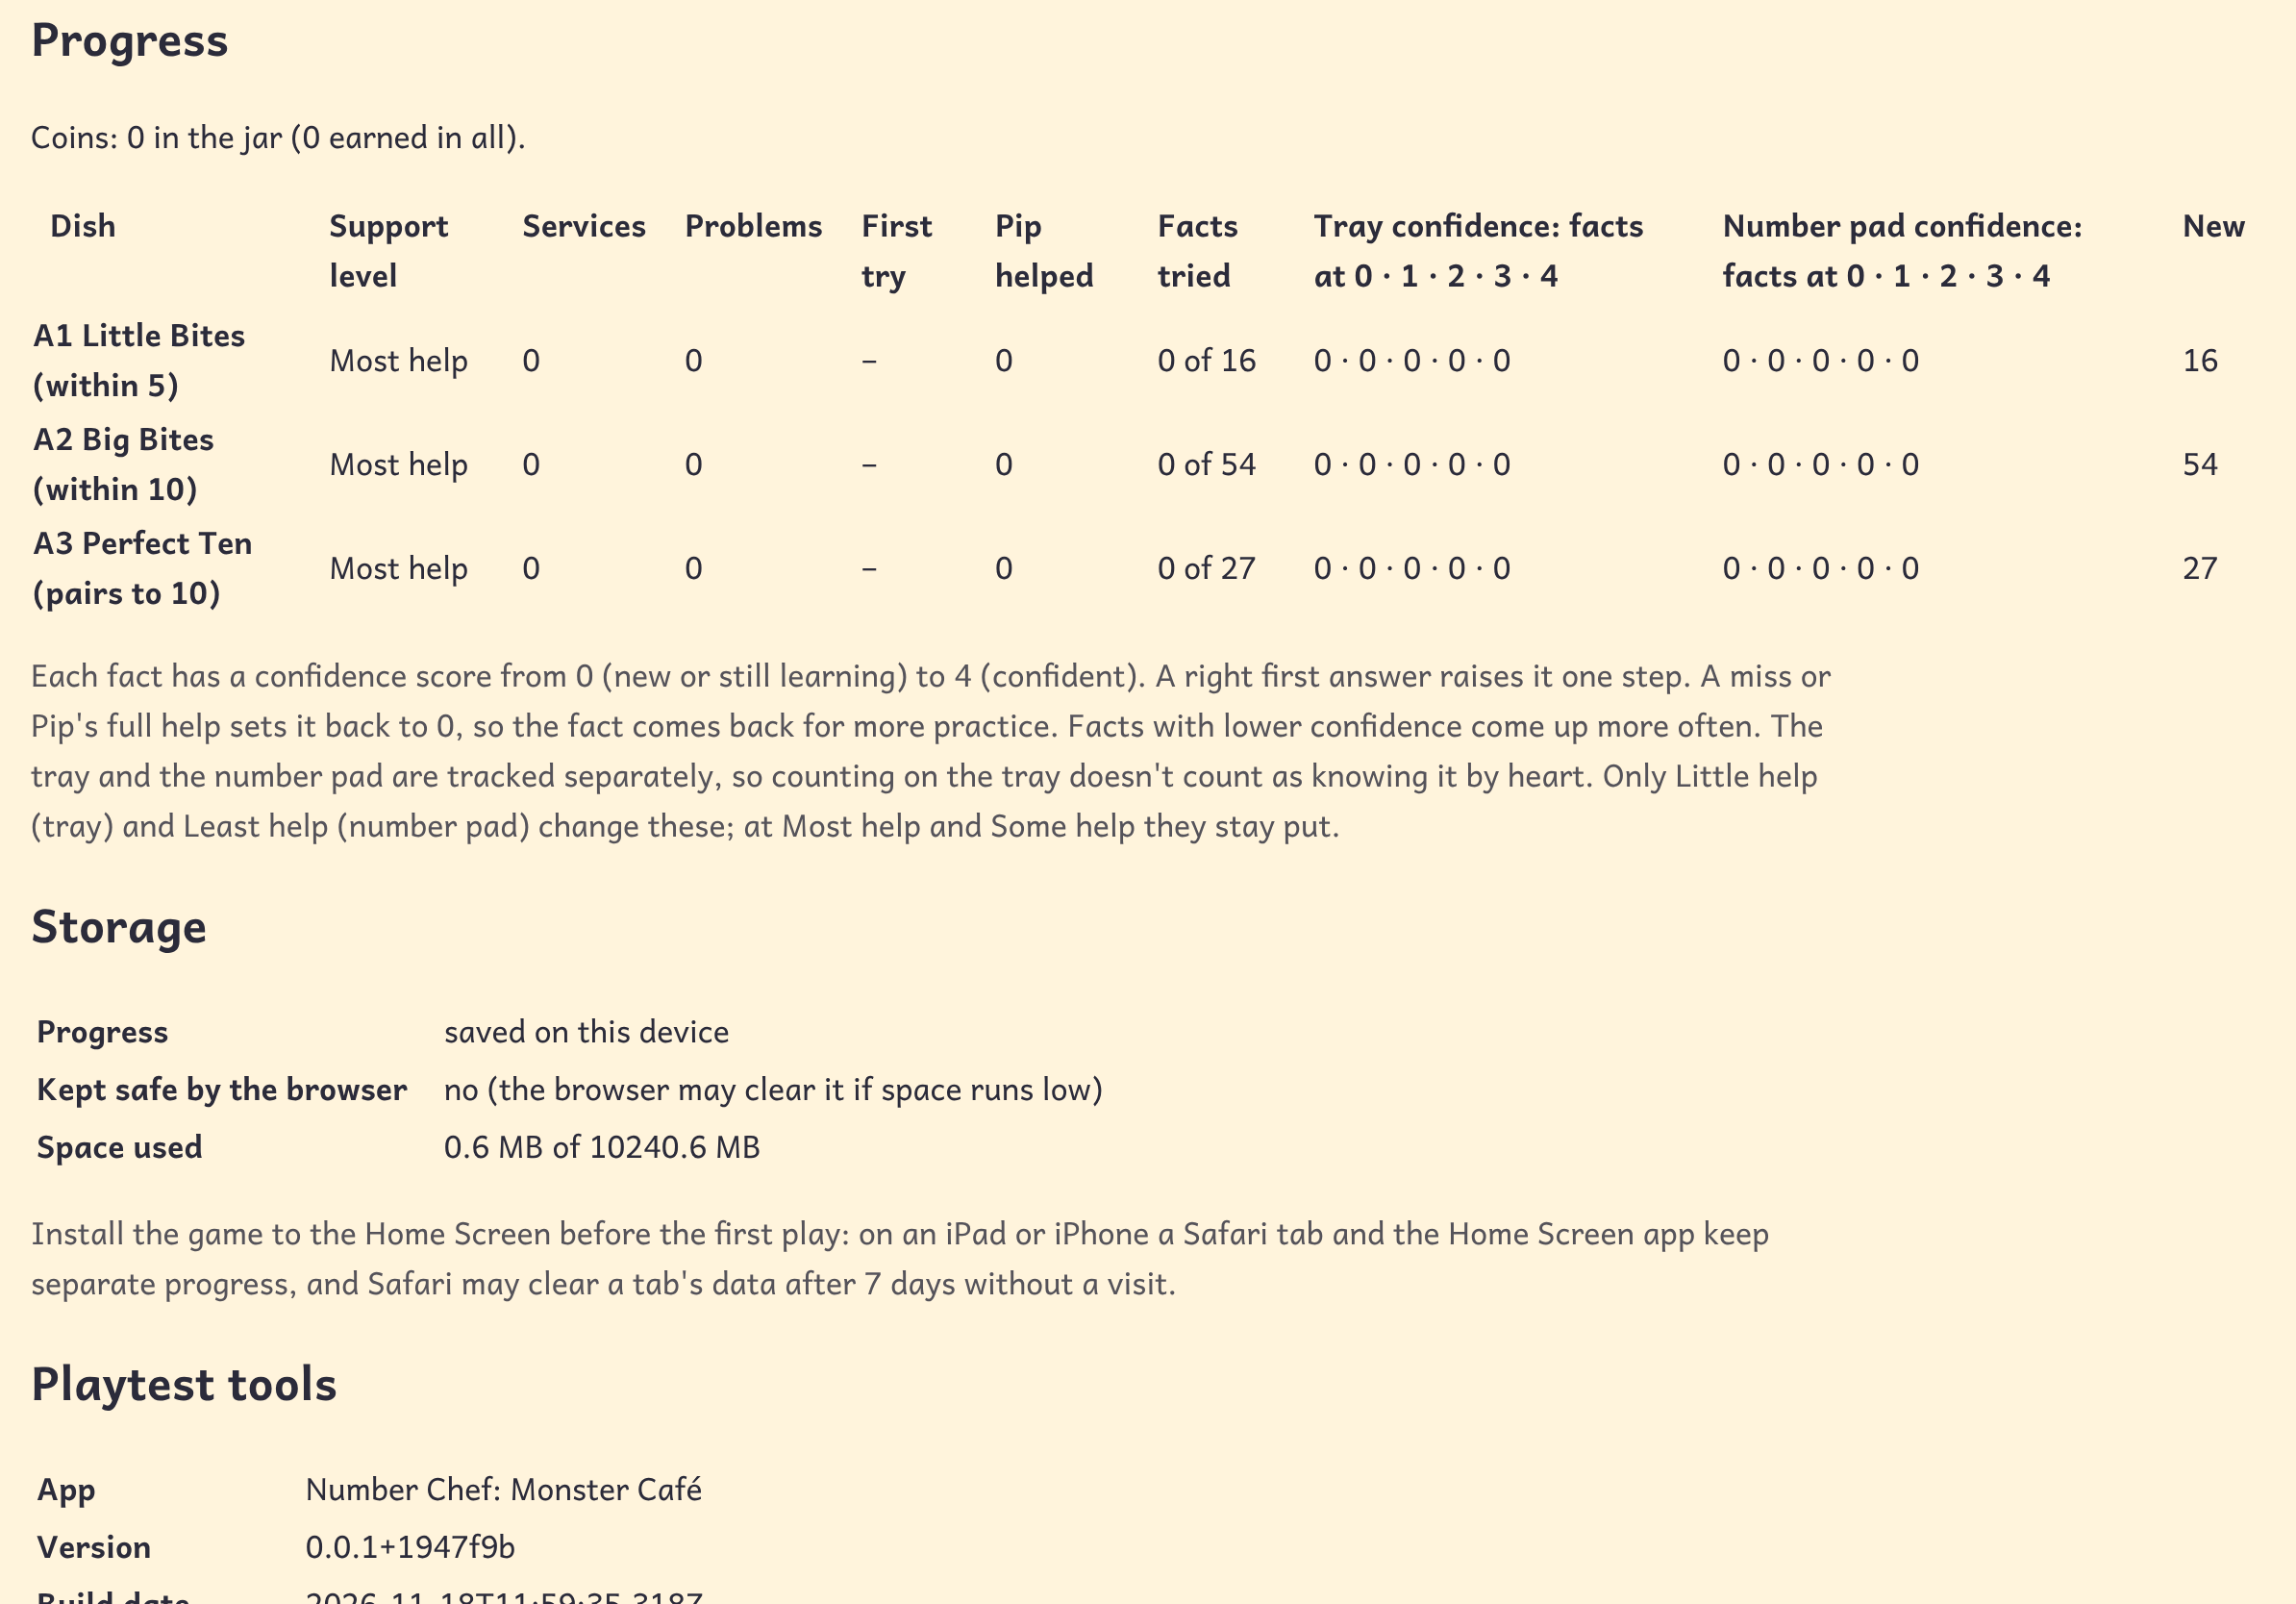 Progress
Coins: 0 in the jar (0 earned in all).
Dish Support level Services Problems First try Pip helped Facts tried Tray confidence: facts at 0 · 1 · 2 · 3 · 4 Number pad confidence: facts at 0 · 1 · 2 · 3 · 4 New
A1 Little Bites (within 5) Most help 0 0 – 0 0 of 16 0 · 0 · 0 · 0 · 0 0 · 0 · 0 · 0 · 0 16
A2 Big Bites (within 10) Most help 0 0 – 0 0 of 54 0 · 0 · 0 · 0 · 0 0 · 0 · 0 · 0 · 0 54
A3 Perfect Ten (pairs to 10) Most help 0 0 – 0 0 of 27 0 · 0 · 0 · 0 · 0 0 · 0 · 0 · 0 · 0 27
Each fact has a confidence score from 0 (new or still learning) to 4 (confident). A right first answer raises it one step. A miss or
Pip's full help sets it back to 0, so the fact comes back for more practice. Facts with lower confidence come up more often. The
tray and the number pad are tracked separately, so counting on the tray doesn't count as knowing it by heart. Only Little help
(tray) and Least help (number pad) change these; at Most help and Some help they stay put.
Storage
Progress saved on this device
Kept safe by the browser no (the browser may clear it if space runs low)
Space used 0.6 MB of 10240.6 MB
Install the game to the Home Screen before the first play: on an iPad or iPhone a Safari tab and the Home Screen app keep
separate progress, and Safari may clear a tab's data after 7 days without a visit.
Playtest tools
App Number Chef: Monster Café
Version 0.0.1+1947f9b
Build date